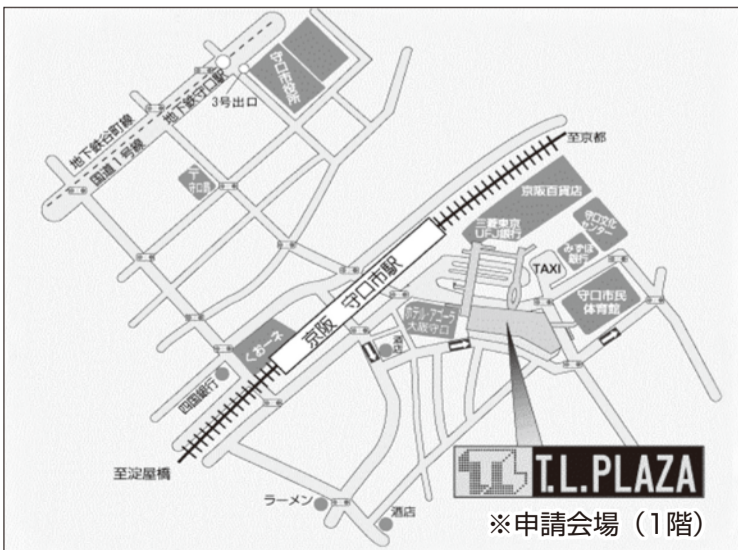 守口市役所
3号出口
地下鉄守口駅
地下鉄谷町線
国道1号線
〒
守口
至京都
京阪百貨店
三菱東京
UFJ銀行
守口文化
センター
みずほ
銀行
TAXI
守口市民
体育館
京阪 守口市駅
ホテル・アゴーラ
大阪守口
酒店
くおーネ
四国銀行
至淀屋橋
T.L.PLAZA
ラーメン
酒店
※申請会場(1階)